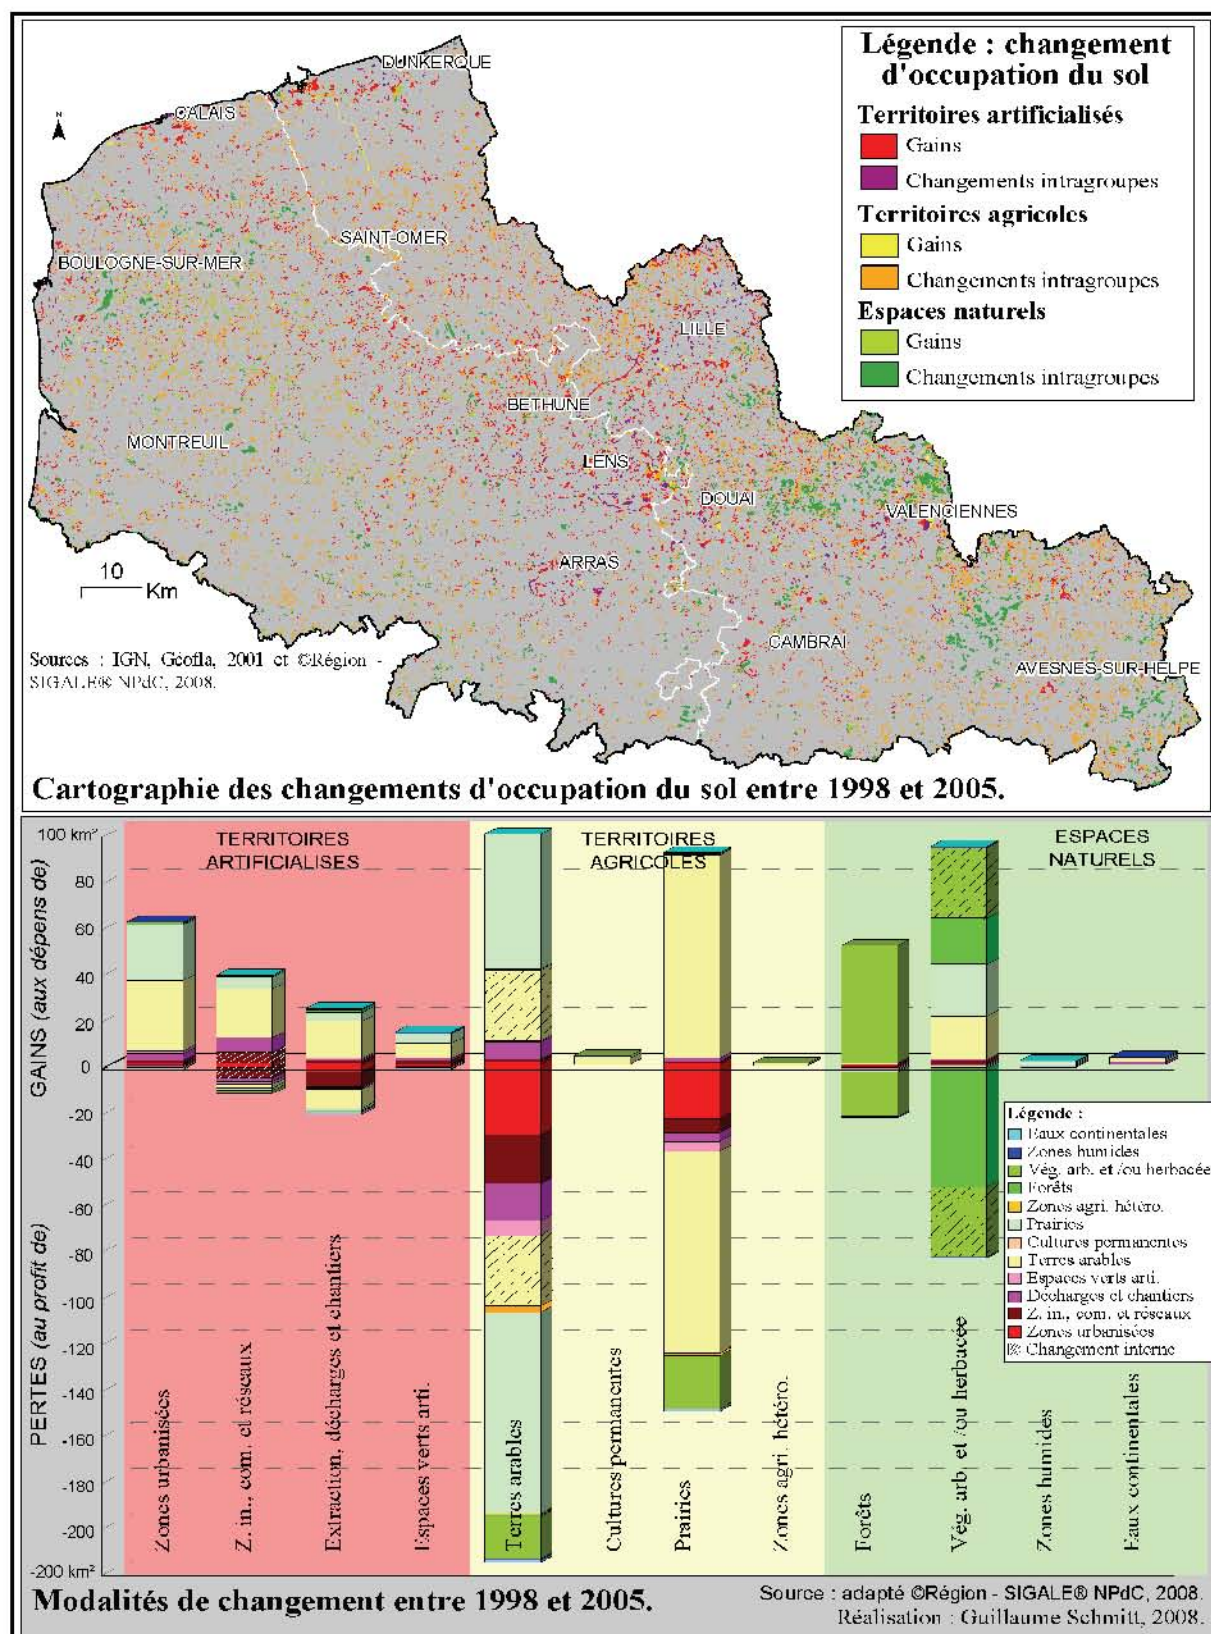 Légende : changement
d'occupation du sol
Territoires artificialisés
Gains
Changements intragroupes
Territoires agricoles
Gains
Changements intragroupes
Espaces naturels
Gains
Changements intragroupes
N
DUNKERQUE
CALAIS
SAINT-OMER
BOULOGNE-SUR-MER
LILLE
BETHUNE
MONTREUIL
LENS
DOUAI
VALENCIENNES
ARRAS
10
Km
CAMBRAI
AVESNES-SUR-HELPE
Sources : IGN, Géofla, 2001 et ©Région -
SIGALE® NPdC, 2008.
Cartographie des changements d'occupation du sol entre 1998 et 2005.
TERRITOIRES
ARTIFICIALISES
TERRITOIRES
AGRICOLES
ESPACES
NATURELS
GAINS (aux dépens de)
PERTES (au profit de)
100 km²
80
60
40
20
0
-20
-40
-60
-80
-100
-120
-140
-160
-180
-200
-200 km²
Zones urbanisées
Z. in., com. et réseaux
Extraction, décharges et chantiers
Espaces verts arti.
Terres arables
Cultures permanentes
Prairies
Zones agri. hétéro.
Forêts
Vég. arb. et /ou herbacée
Zones humides
Eaux continentales
Légende :
Eaux continentales
Zones humides
Vég. arb. et /ou herbacée
Forêts
Zones agri. hétéro.
Prairies
Cultures permanentes
Terres arables
Espaces verts arti.
Décharges et chantiers
Z. in., com. et réseaux
Zones urbanisées
Changement interne
Modalités de changement entre 1998 et 2005.
Source : adapté ©Région - SIGALE® NPdC, 2008.
Réalisation : Guillaume Schmitt, 2008.